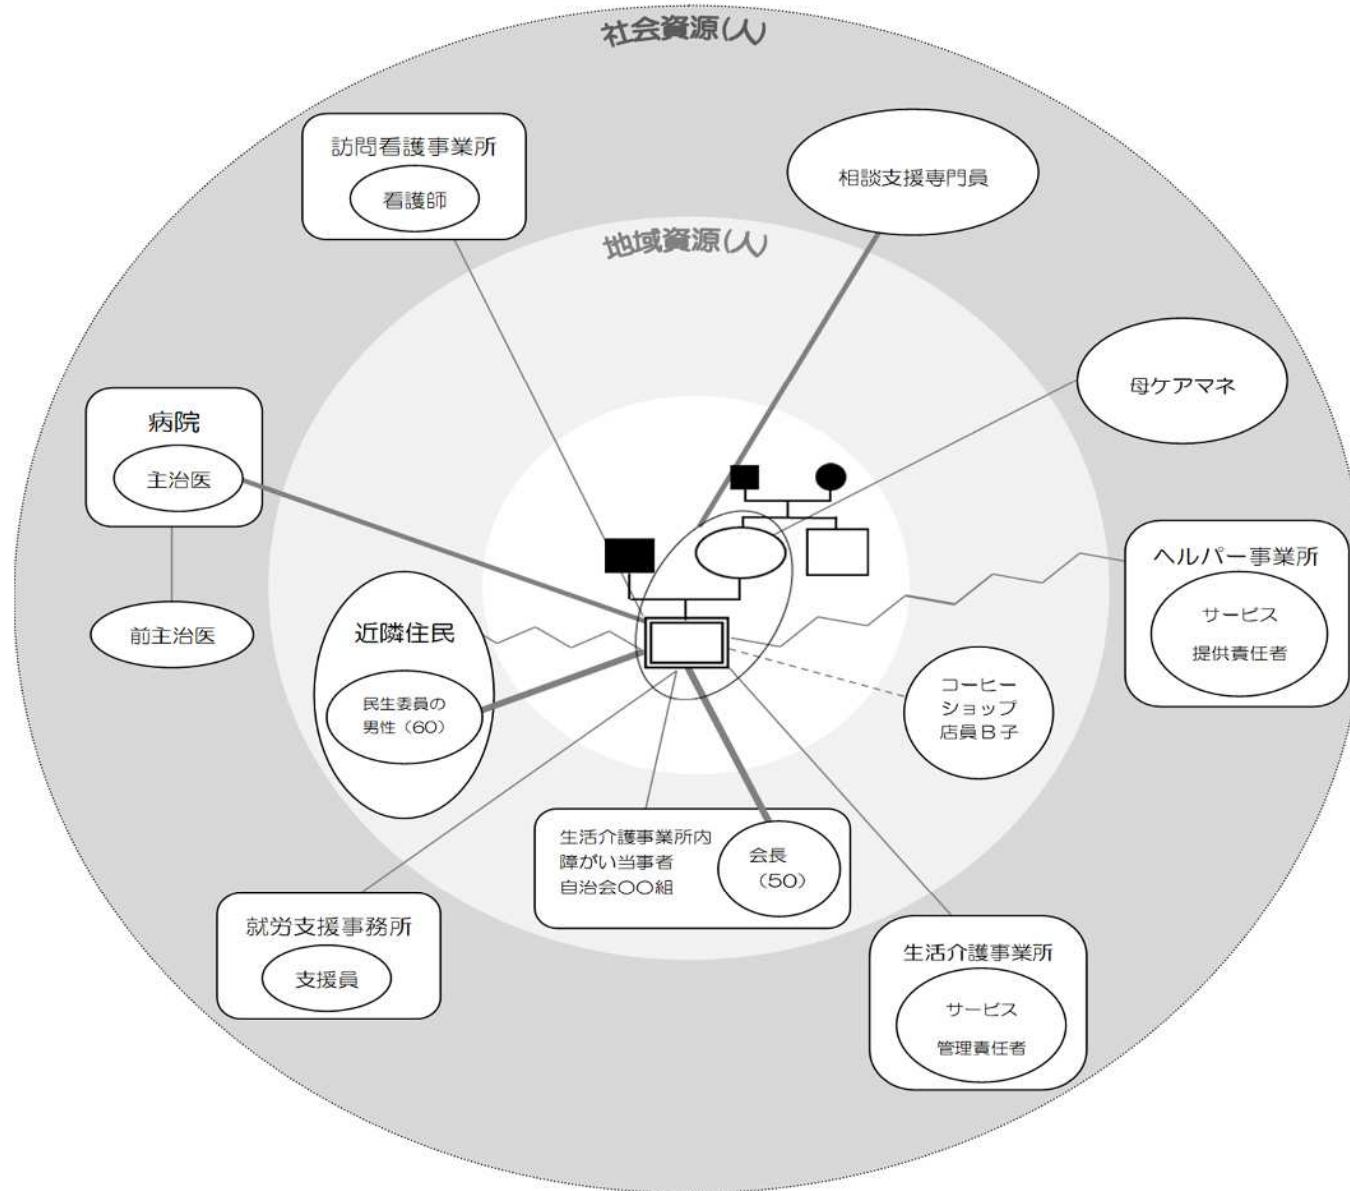 社会資源(人)
訪問看護事業所
看護師
相談支援専門員
地域資源(人)
母ケアマネ
病院
主治医
前主治医
ヘルパー事業所
サービス
提供責任者
近隣住民
民生委員の
男性（60）
コーヒー
ショップ
店員Ｂ子
生活介護事業所内
障がい当事者
自治会〇〇組
会長
（50）
就労支援事務所
支援員
生活介護事業所
サービス
管理責任者